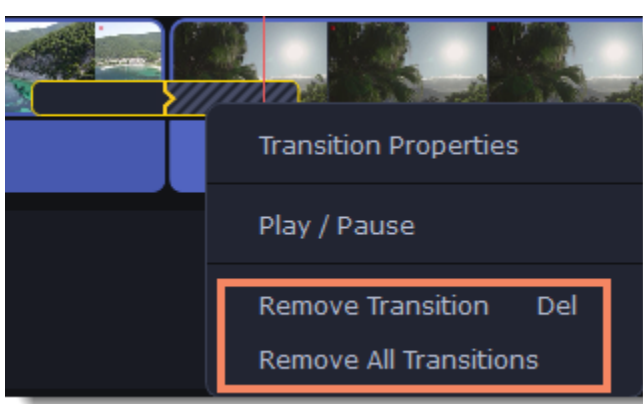 Transition Properties
Play / Pause
Remove Transition Del
Remove All Transitions